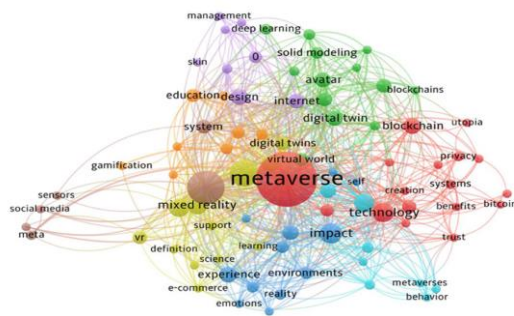 management
deep learning
solid modeling
skin
0
avatar
education
design
internet
blockchains
digital twin
system
blockchain
utopia
digital twins
virtual world
privacy
gamification
metaverse
self
creation
systems
sensors
mixed reality
technology
benefits
bitcoin
social media
meta
support
impact
vr
definition
learning
trust
science
experience
environments
e-commerce
reality
metaverses
emotions
behavior